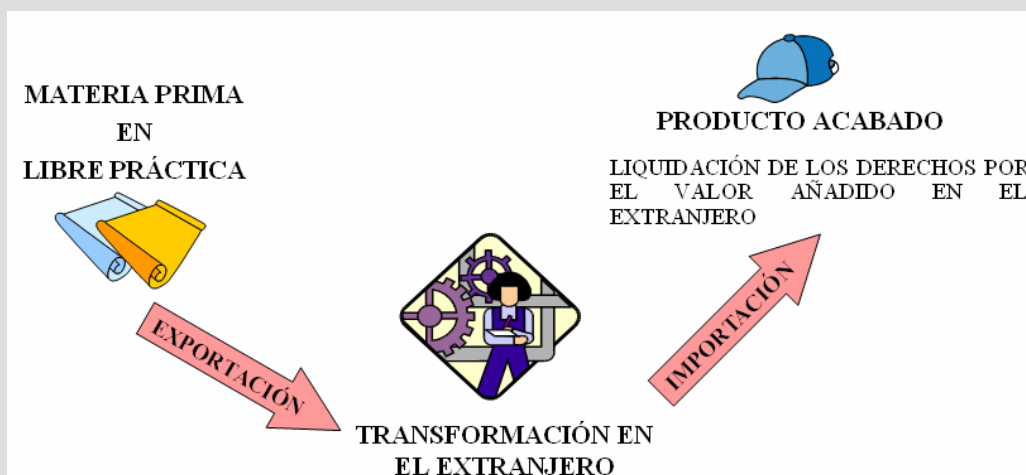 MATERIA PRIMA
EN
LIBRE PRÁCTICA
EXPORTACIÓN
TRANSFORMACIÓN EN
EL EXTRANJERO
IMPORTACIÓN
PRODUCTO ACABADO
LIQUIDACIÓN DE LOS DERECHOS POR
EL VALOR AÑADIDO EN EL
EXTRANJERO